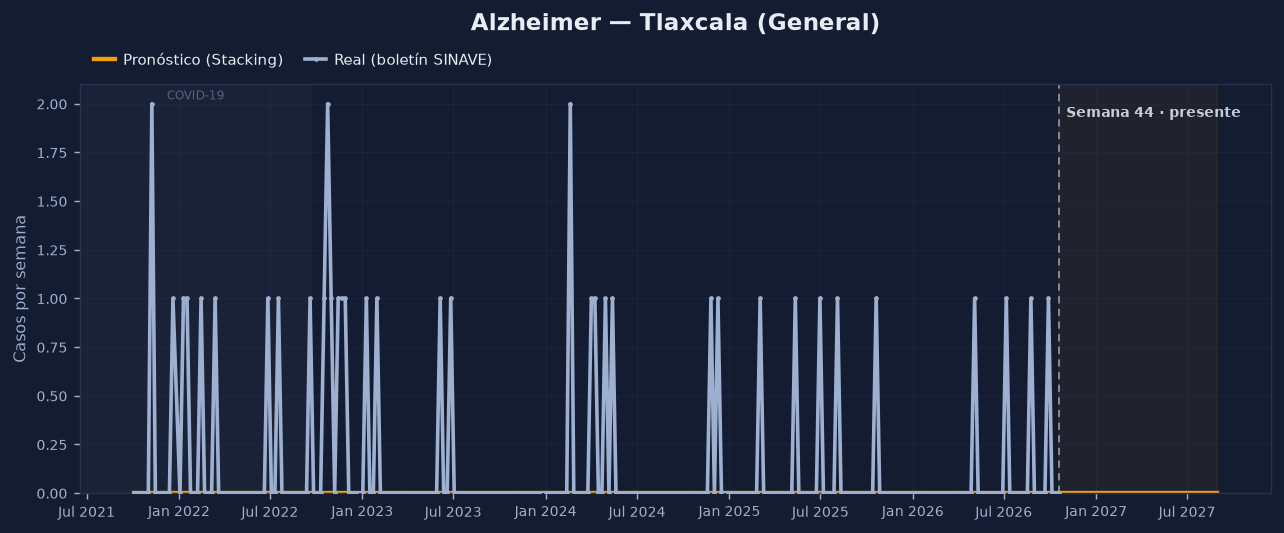 Alzheimer — Tlaxcala (General)
Pronóstico (Stacking)
Real (boletín SINAVE)
COVID-19
Semana 44 · presente
Casos por semana
2.00
1.75
1.50
1.25
1.00
0.75
0.50
0.25
0.00
Jul 2021
Jan 2022
Jul 2022
Jan 2023
Jul 2023
Jan 2024
Jul 2024
Jan 2025
Jul 2025
Jan 2026
Jul 2026
Jan 2027
Jul 2027